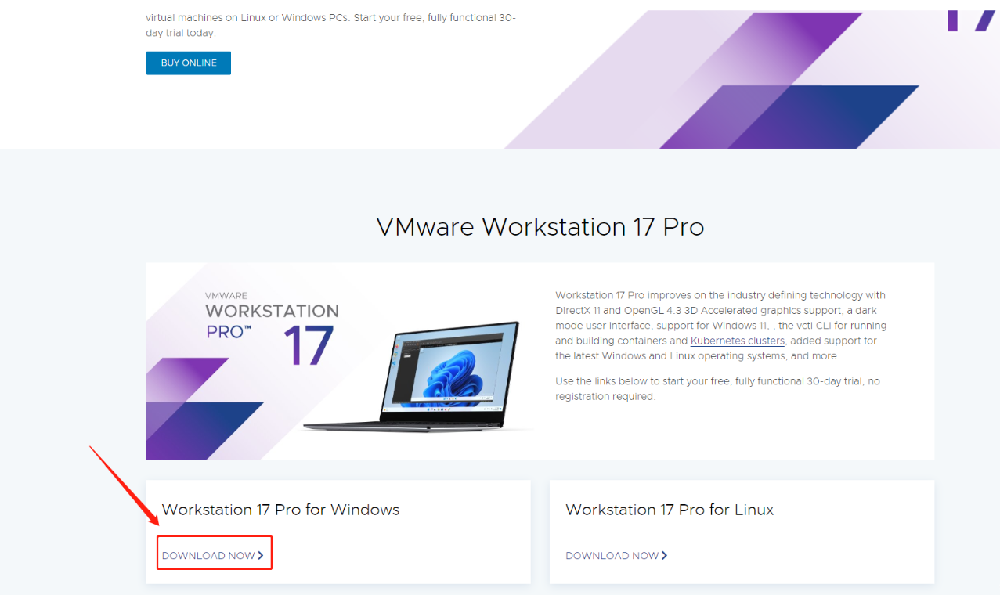 virtual machines on Linux or Windows PCs. Start your free, fully functional 30-
day trial today.
BUY ONLINE
17
VMware Workstation 17 Pro
VMWARE
WORKSTATION
PRO™
17
Workstation 17 Pro improves on the industry defining technology with
DirectX 11 and OpenGL 4.3 3D Accelerated graphics support, a dark
mode user interface, support for Windows 11, , the vctl CLI for running
and building containers and Kubernetes clusters, added support for
the latest Windows and Linux operating systems, and more.
Use the links below to start your free, fully functional 30-day trial, no
registration required.
Workstation 17 Pro for Windows
DOWNLOAD NOW
Workstation 17 Pro for Linux
DOWNLOAD NOW